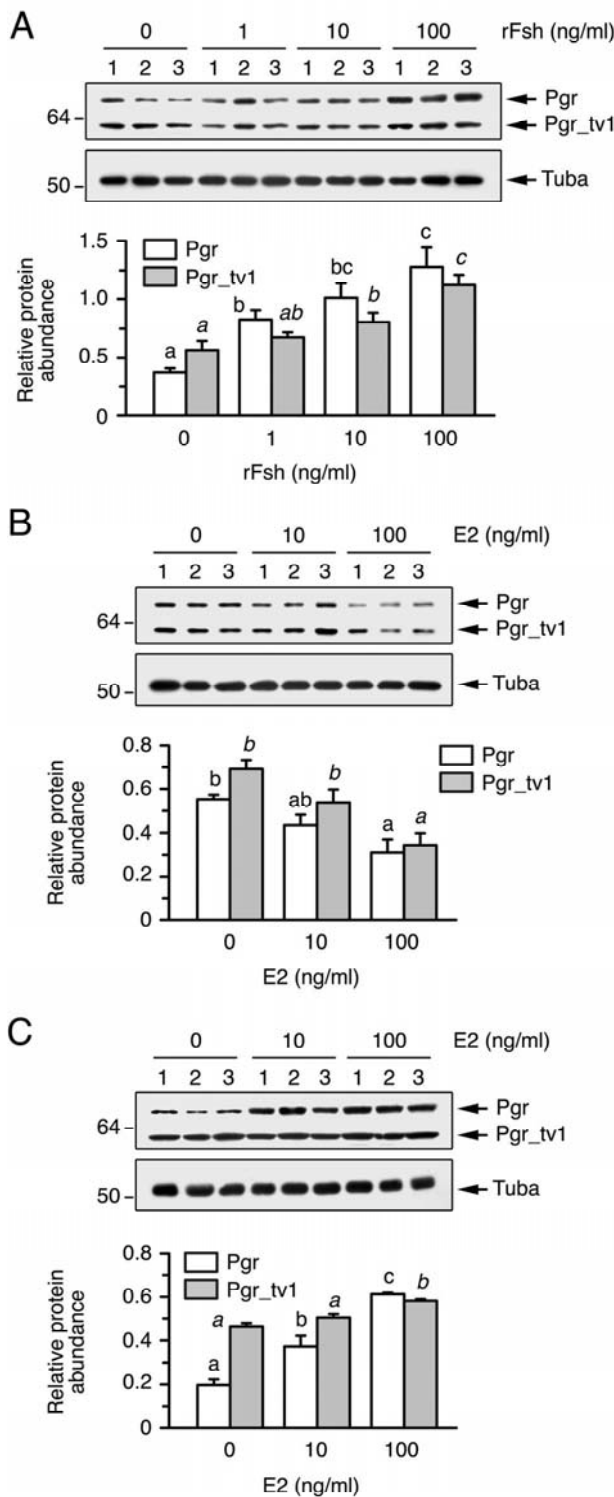 A
0 1 10 100 rFsh (ng/ml)
1 2 3 1 2 3 1 2 3 1 2 3
Pgr
64
Pgr_tv1
50
Tuba
Relative protein abundance
1.5
1.0
0.5
0
Pgr
Pgr_tv1
a a b ab bc b c c
0 1 10 100
rFsh (ng/ml)
B
0 10 100 E2 (ng/ml)
1 2 3 1 2 3 1 2 3
Pgr
64
Pgr_tv1
50
Tuba
Relative protein abundance
0.8
0.6
0.4
0.2
0
Pgr
Pgr_tv1
b b ab b a a
0 10 100
E2 (ng/ml)
C
0 10 100 E2 (ng/ml)
1 2 3 1 2 3 1 2 3
Pgr
64
Pgr_tv1
50
Tuba
Relative protein abundance
0.8
0.6
0.4
0.2
0
Pgr
Pgr_tv1
a a b a c b
0 10 100
E2 (ng/ml)